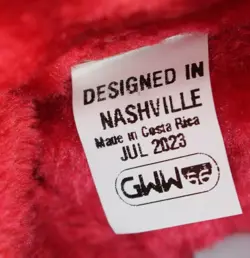 DESIGNED IN
NASHVILLE
Made in Costa Rica
JUL 2023
GWW